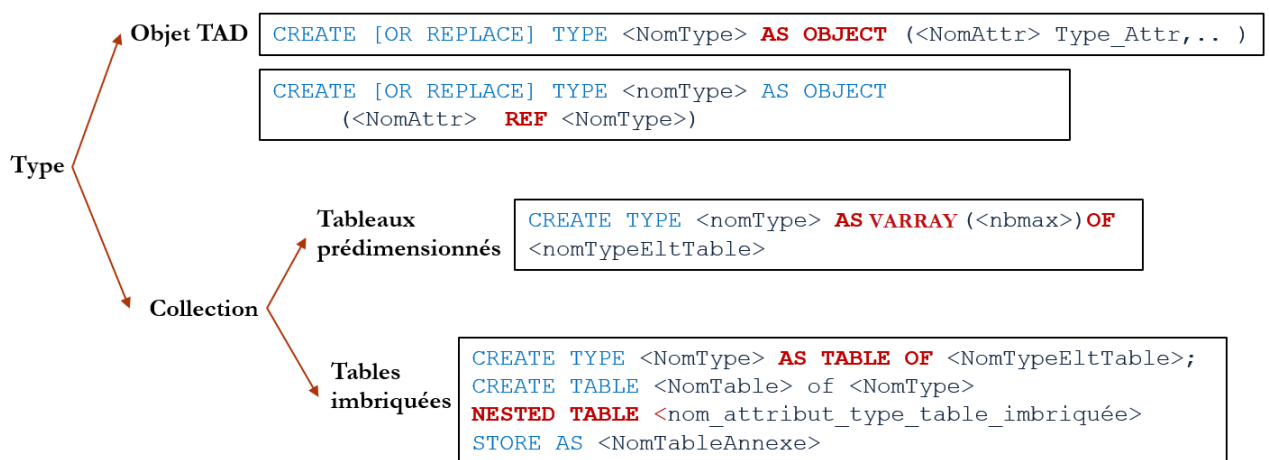 Objet TAD
CREATE [OR REPLACE] TYPE <NomType> AS OBJECT (<NomAttr> Type_Attr,.. )
CREATE [OR REPLACE] TYPE <nomType> AS OBJECT
(<NomAttr> REF <NomType>)
Type
Tableaux
prédimensionnés
CREATE TYPE <nomType> AS VARRAY (<nbmax>)OF
<nomTypeEltTable>
Collection
Tables
imbriquées
CREATE TYPE <NomType> AS TABLE OF <NomTypeEltTable>;
CREATE TABLE <NomTable> of <NomType>
NESTED TABLE <nom_attribut_type_table_imbriquée>
STORE AS <NomTableAnnexe>